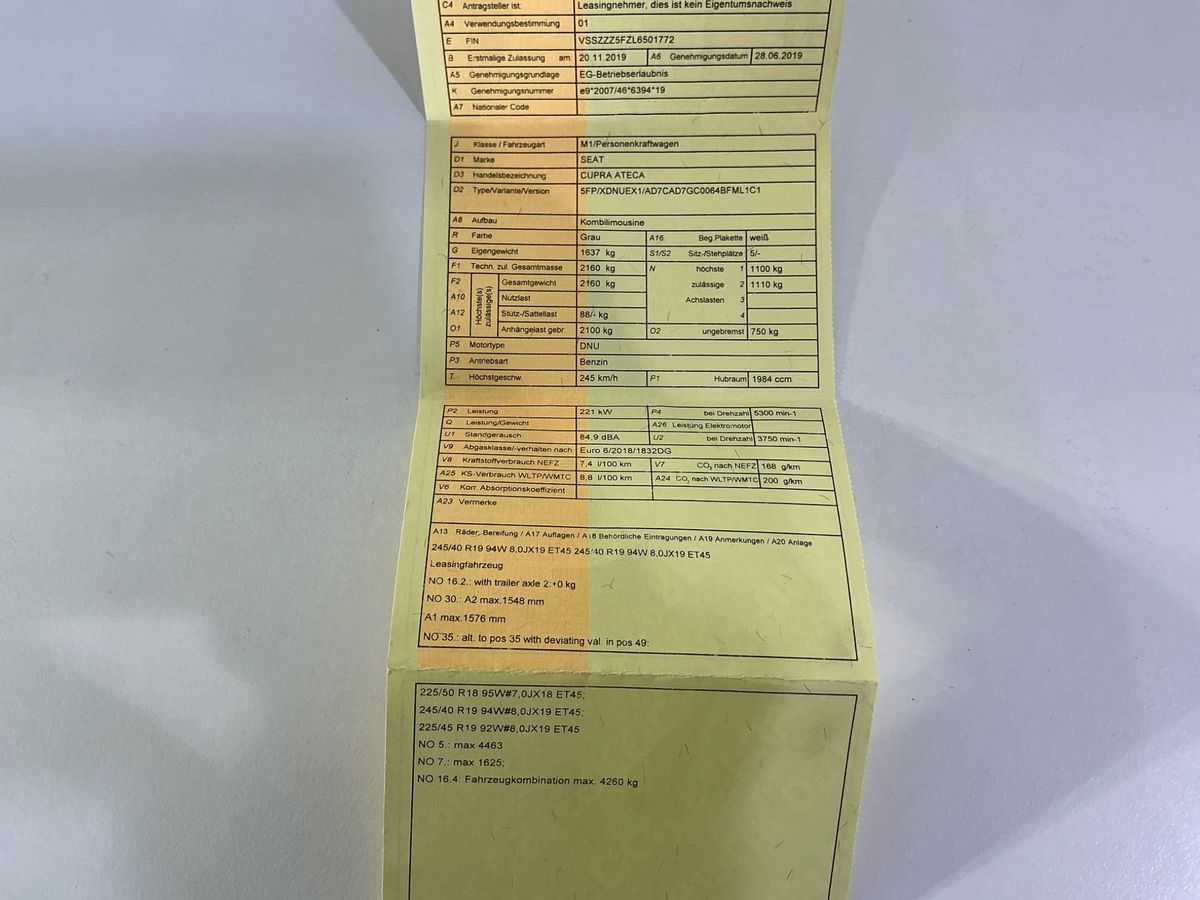 C4 Antragsteller ist: Leasingnehmer, dies ist kein Eigentumsnachweis
A4 Verwendungsbestimmung 01
E FIN VSSZZZ5FZL6501772
B Erstmalige Zulassung am: 20.11.2019 A6 Genehmigungsdatum 28.06.2019
A5 Genehmigungsgrundlage EG-Betriebserlaubnis
K Genehmigungsnummer e9*2007/46*6394*19
A7 Nationaler Code
J Klasse / Fahrzeugart M1/Personenkraftwagen
D1 Marke SEAT
D3 Handelsbezeichnung CUPRA ATECA
D2 Type/Variante/Version 5FP/XDNUEX1/AD7CAD7GC0064BFML1C1
A8 Aufbau Kombilimousine
R Farbe Grau A16 Beg.Plakette weiß
G Eigengewicht 1637 kg S1/S2 Sitz-/Stehplätze 5/-
F1 Techn. zul. Gesamtmasse 2160 kg N höchste 1 1100 kg
F2 Höchste(s) zulässige(s) Gesamtgewicht 2160 kg zulässige 2 1110 kg
A10 Nutzlast Achslasten 3
A12 Stütz-/Sattellast 88/- kg 4
O1 Anhängelast gebr. 2100 kg O2 ungebremst 750 kg
P5 Motortype DNU
P3 Antriebsart Benzin
T Höchstgeschw. 245 km/h P1 Hubraum 1984 ccm
P2 Leistung 221 kW P4 bei Drehzahl 5300 min-1
Q Leistung/Gewicht A26 Leistung Elektromotor
U1 Standgeräusch 84,9 dBA U2 bei Drehzahl 3750 min-1
V9 Abgasklasse/-verhalten nach Euro 6/2018/1832DG
V8 Kraftstoffverbrauch NEFZ 7,4 l/100 km V7 CO₂ nach NEFZ 168 g/km
A25 KS-Verbrauch WLTP/WMTC 8,8 l/100 km A24 CO₂ nach WLTP/WMTC 200 g/km
V6 Korr. Absorptionskoeffizient
A23 Vermerke
A13 Räder, Bereifung / A17 Auflagen / A18 Behördliche Eintragungen / A19 Anmerkungen / A20 Anlage
245/40 R19 94W 8,0JX19 ET45 245/40 R19 94W 8,0JX19 ET45
Leasingfahrzeug
NO 16.2.: with trailer axle 2:+0 kg
NO 30.: A2 max.1548 mm
A1 max.1576 mm
NO 35.: alt. to pos 35 with deviating val. in pos 49:
225/50 R18 95W#7,0JX18 ET45;
245/40 R19 94W#8,0JX19 ET45;
225/45 R19 92W#8,0JX19 ET45
NO 5.: max 4463
NO 7.: max 1625;
NO 16.4: Fahrzeugkombination max. 4260 kg